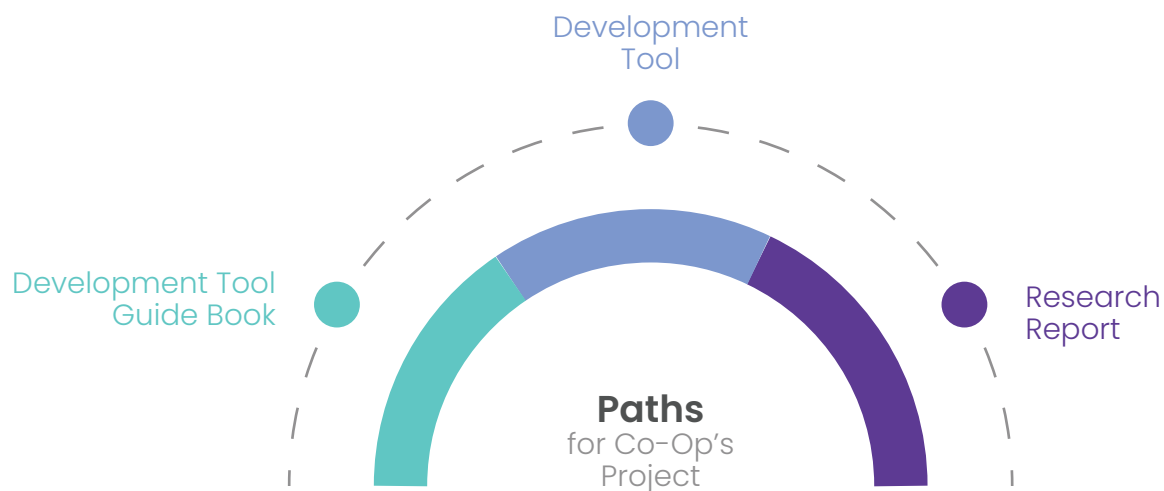 Development
Tool
Development Tool
Guide Book
Research
Report
Paths
for Co-Op's
Project